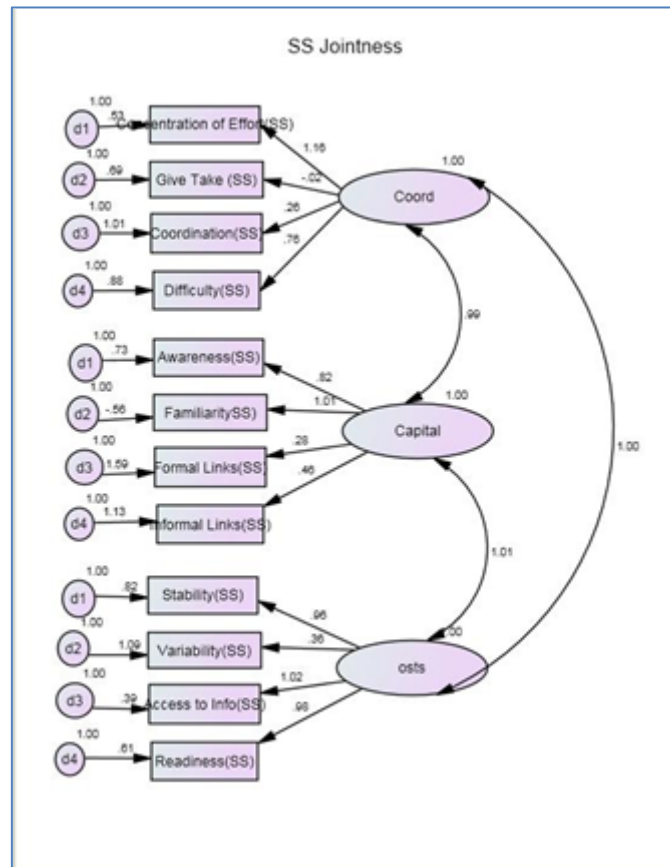 SS Jointness
1.00
d1
.53
Concentration of Effort(SS)
1.16
1.00
d2
.69
Give Take (SS)
-.02
1.00
Coord
1.00
d3
1.01
Coordination(SS)
.26
1.00
d4
.88
Difficulty(SS)
.76
.99
1.00
1.00
d1
.73
Awareness(SS)
.82
1.00
d2
-.56
FamiliaritySS)
1.01
1.00
Capital
1.00
d3
1.59
Formal Links(SS)
.28
1.00
d4
1.13
Informal Links(SS)
.46
1.01
1.00
d1
.82
Stability(SS)
.96
1.00
d2
1.09
Variability(SS)
.36
.00
osts
1.00
d3
.39
Access to Info(SS)
1.02
1.00
d4
.61
Readiness(SS)